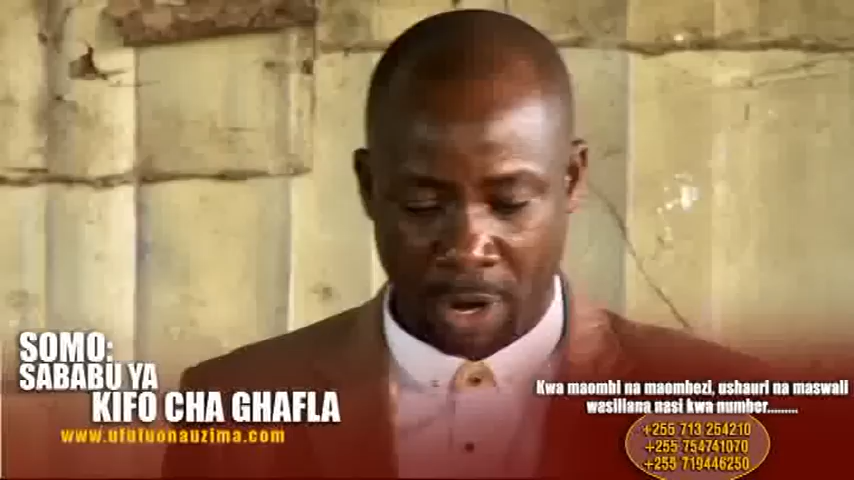 SOMO:
SABABU YA
KIFO CHA GHAFLA
www.ufufuonauzima.com
Kwa maombi na maombezi, ushauri na maswali
wasiliana nasi kwa number.........
+255 713 254210
+255 754741070
+255 719446250